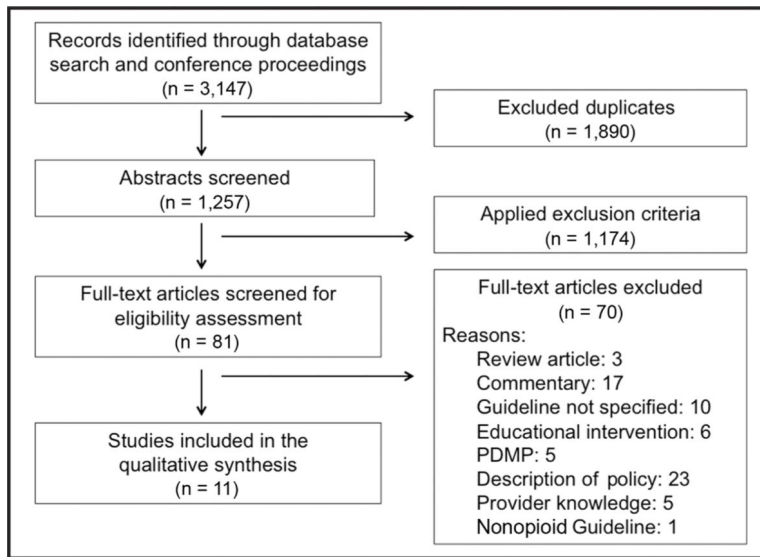 Records identified through database
search and conference proceedings
(n = 3,147)
Excluded duplicates
(n = 1,890)
Abstracts screened
(n = 1,257)
Applied exclusion criteria
(n = 1,174)
Full-text articles screened for
eligibility assessment
(n = 81)
Full-text articles excluded
(n = 70)
Reasons:
Review article: 3
Commentary: 17
Guideline not specified: 10
Educational intervention: 6
PDMP: 5
Description of policy: 23
Provider knowledge: 5
Nonopioid Guideline: 1
Studies included in the
qualitative synthesis
(n = 11)